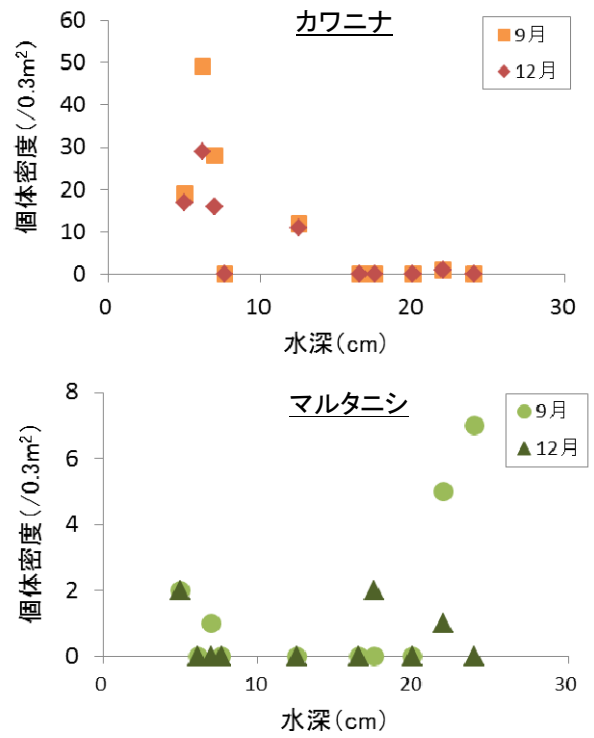 カワニナ
60
50
40
30
20
10
0
個体密度(/0.3m²)
9月
12月
0 10 20 30
水深(cm)
マルタニシ
8
6
4
2
0
個体密度(/0.3m²)
9月
12月
0 10 20 30
水深(cm)